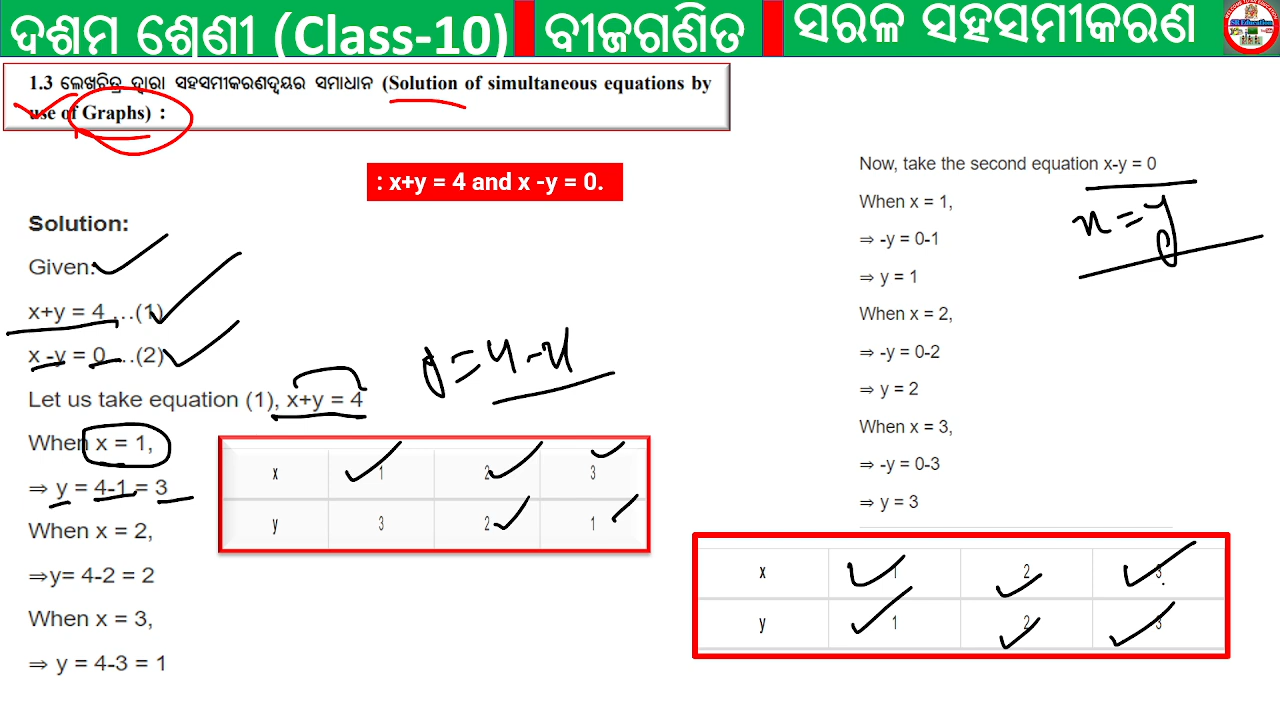 ଦଶମ ଶ୍ରେଣୀ (Class-10)
ବୀଜଗଣିତ
ସରଳ ସହସମୀକରଣ
SR Education
1.3 ଲେଖଚିତ୍ର ଦ୍ୱାରା ସହସମୀକରଣଦ୍ୱୟର ସମାଧାନ (Solution of simultaneous equations by
use of Graphs) :
: x+y = 4 and x -y = 0.
Solution:
Given:
x+y = 4 …(1)
x -y = 0 …(2)
Let us take equation (1), x+y = 4
When x = 1,
⇒ y = 4-1 = 3
When x = 2,
⇒y= 4-2 = 2
When x = 3,
⇒ y = 4-3 = 1
y = 4 - x
x 1 2 3
y 3 2 1
Now, take the second equation x-y = 0
x = y
When x = 1,
⇒ -y = 0-1
⇒ y = 1
When x = 2,
⇒ -y = 0-2
⇒ y = 2
When x = 3,
⇒ -y = 0-3
⇒ y = 3
x 1 2 3
y 1 2 3